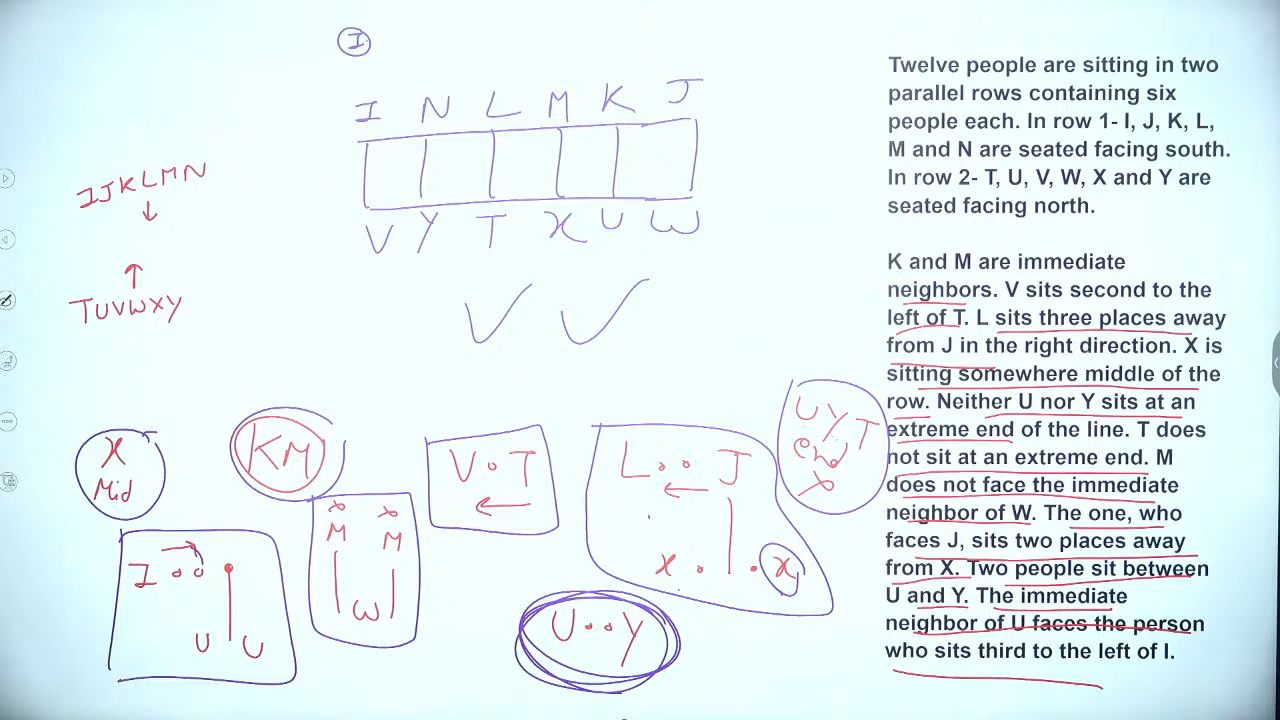 I
I N L M K J
V Y T X U W
IJKLMN
↓
↑
TUVWXY
X
Mid
KM
V.T
L..J
X . . X
UYT
end
x
I..
U U
x x
M M
W
U..Y
Twelve people are sitting in two
parallel rows containing six
people each. In row 1- I, J, K, L,
M and N are seated facing south.
In row 2- T, U, V, W, X and Y are
seated facing north.
K and M are immediate
neighbors. V sits second to the
left of T. L sits three places away
from J in the right direction. X is
sitting somewhere middle of the
row. Neither U nor Y sits at an
extreme end of the line. T does
not sit at an extreme end. M
does not face the immediate
neighbor of W. The one, who
faces J, sits two places away
from X. Two people sit between
U and Y. The immediate
neighbor of U faces the person
who sits third to the left of I.